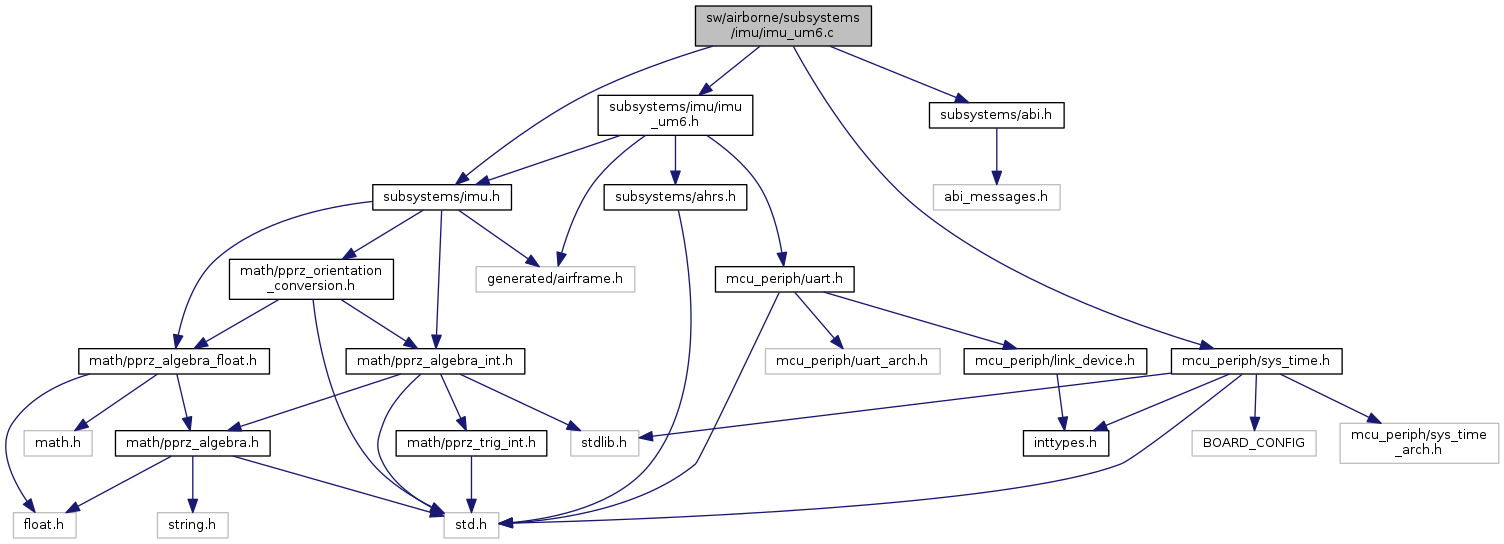 sw/airborne/subsystems
/imu/imu_um6.c
subsystems/imu/imu
_um6.h
subsystems/abi.h
subsystems/imu.h
subsystems/ahrs.h
abi_messages.h
math/pprz_orientation
_conversion.h
generated/airframe.h
mcu_periph/uart.h
math/pprz_algebra_float.h
math/pprz_algebra_int.h
mcu_periph/uart_arch.h
mcu_periph/link_device.h
mcu_periph/sys_time.h
math.h
math/pprz_algebra.h
math/pprz_trig_int.h
stdlib.h
inttypes.h
BOARD_CONFIG
mcu_periph/sys_time
_arch.h
float.h
string.h
std.h